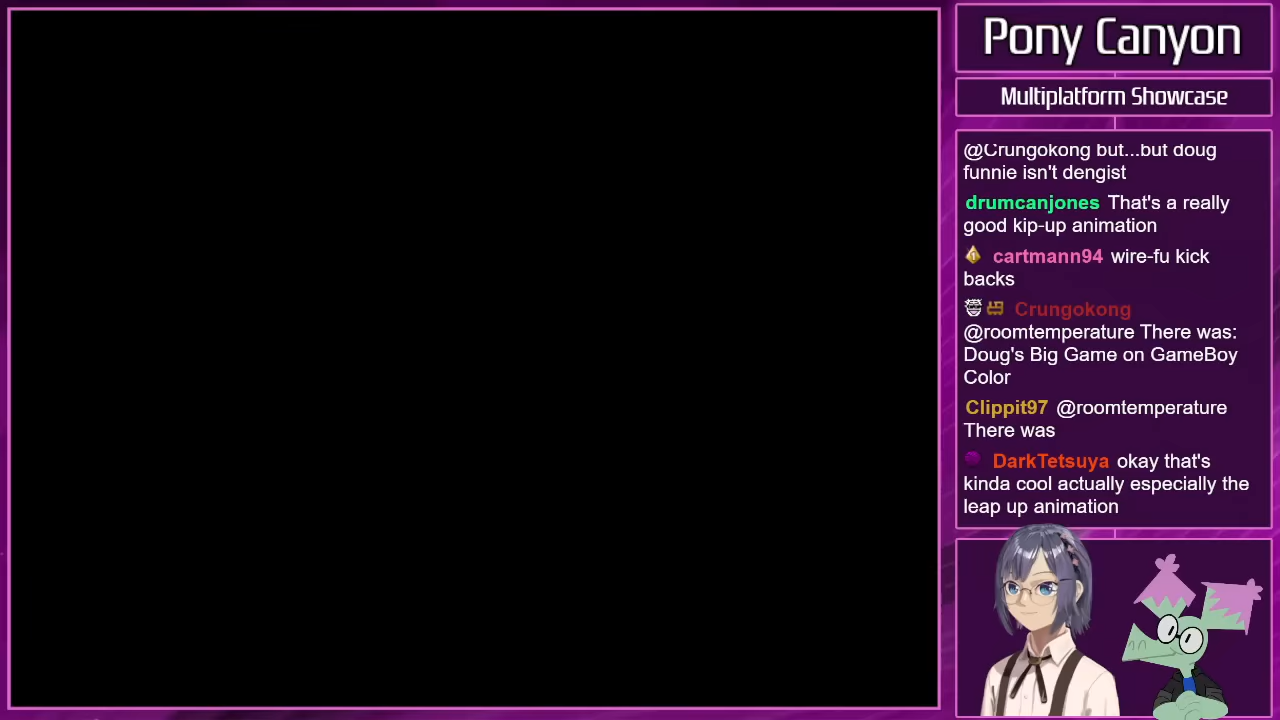 Pony Canyon
Multiplatform Showcase
@Crungokong but...but doug
funnie isn't dengist
drumcanjones That's a really
good kip-up animation
cartmann94 wire-fu kick
backs
Crungokong
@roomtemperature There was:
Doug's Big Game on GameBoy
Color
Clippit97 @roomtemperature
There was
DarkTetsuya okay that's
kinda cool actually especially the
leap up animation